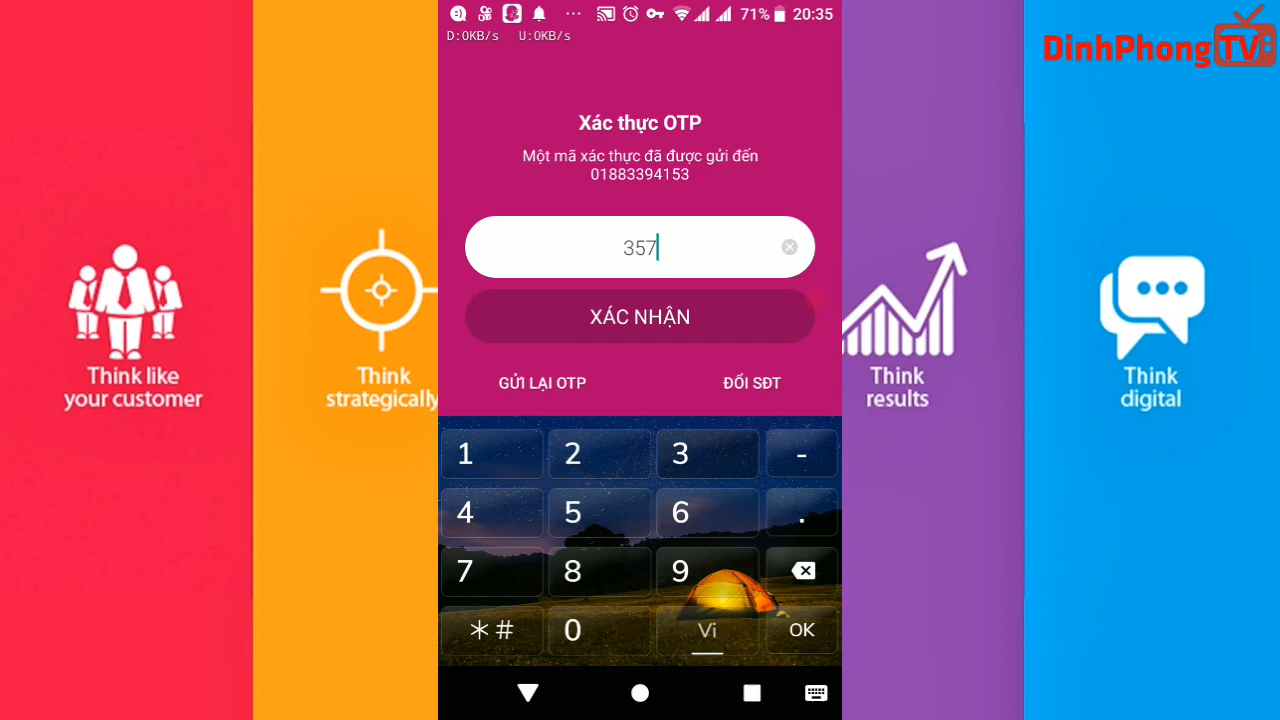 71% 20:35
D:0KB/s U:0KB/s
DinhPhongTV
Xác thực OTP
Một mã xác thực đã được gửi đến
01883394153
357
XÁC NHẬN
GỬI LẠI OTP ĐỔI SĐT
Think like
your customer
Think
strategically
Think
results
Think
digital
1 2 3 -
4 5 6 .
7 8 9
*# 0 Vi OK